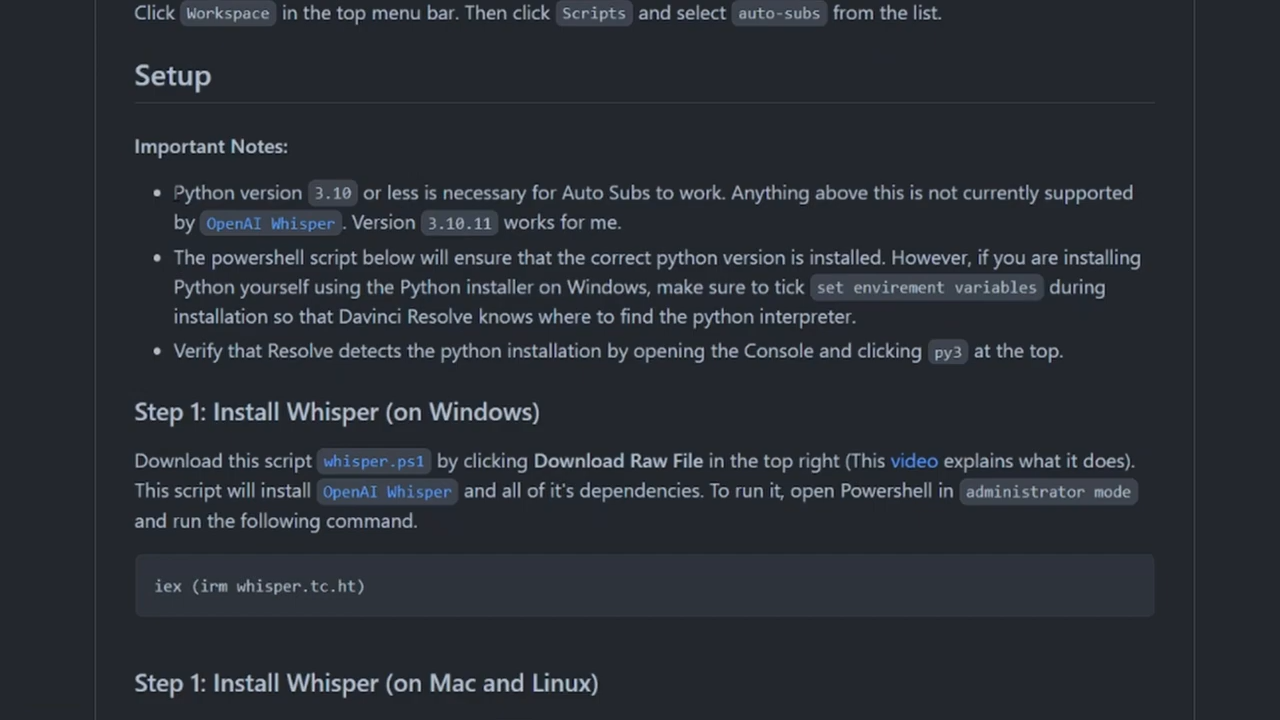 Click Workspace in the top menu bar. Then click Scripts and select auto-subs from the list.
Setup
Important Notes:
• Python version 3.10 or less is necessary for Auto Subs to work. Anything above this is not currently supported
by OpenAI Whisper. Version 3.10.11 works for me.
• The powershell script below will ensure that the correct python version is installed. However, if you are installing
Python yourself using the Python installer on Windows, make sure to tick set envirement variables during
installation so that Davinci Resolve knows where to find the python interpreter.
• Verify that Resolve detects the python installation by opening the Console and clicking py3 at the top.
Step 1: Install Whisper (on Windows)
Download this script whisper.ps1 by clicking Download Raw File in the top right (This video explains what it does).
This script will install OpenAI Whisper and all of it's dependencies. To run it, open Powershell in administrator mode
and run the following command.
iex (irm whisper.tc.ht)
Step 1: Install Whisper (on Mac and Linux)